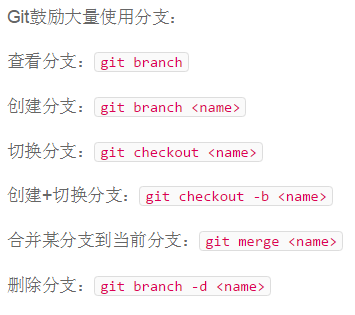 Git鼓励大量使用分支：
查看分支：git branch
创建分支：git branch <name>
切换分支：git checkout <name>
创建+切换分支：git checkout -b <name>
合并某分支到当前分支：git merge <name>
删除分支：git branch -d <name>